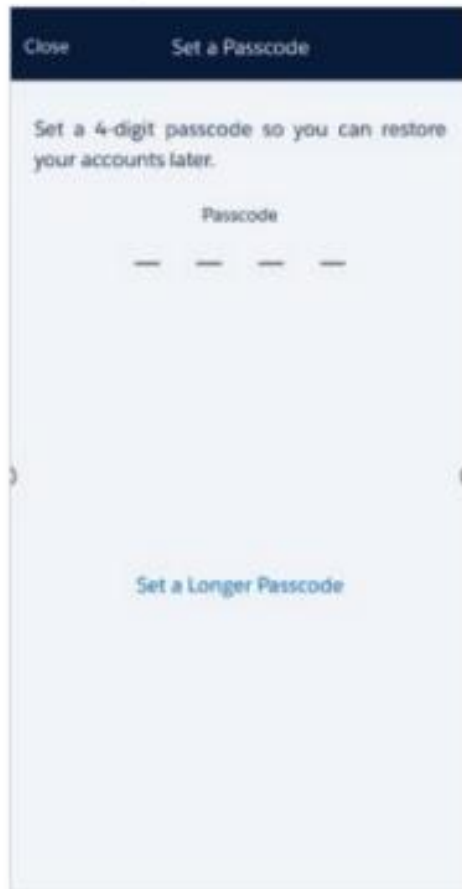 Close
Set a Passcode
Set a 4-digit passcode so you can restore
your accounts later.
Passcode
Set a Longer Passcode